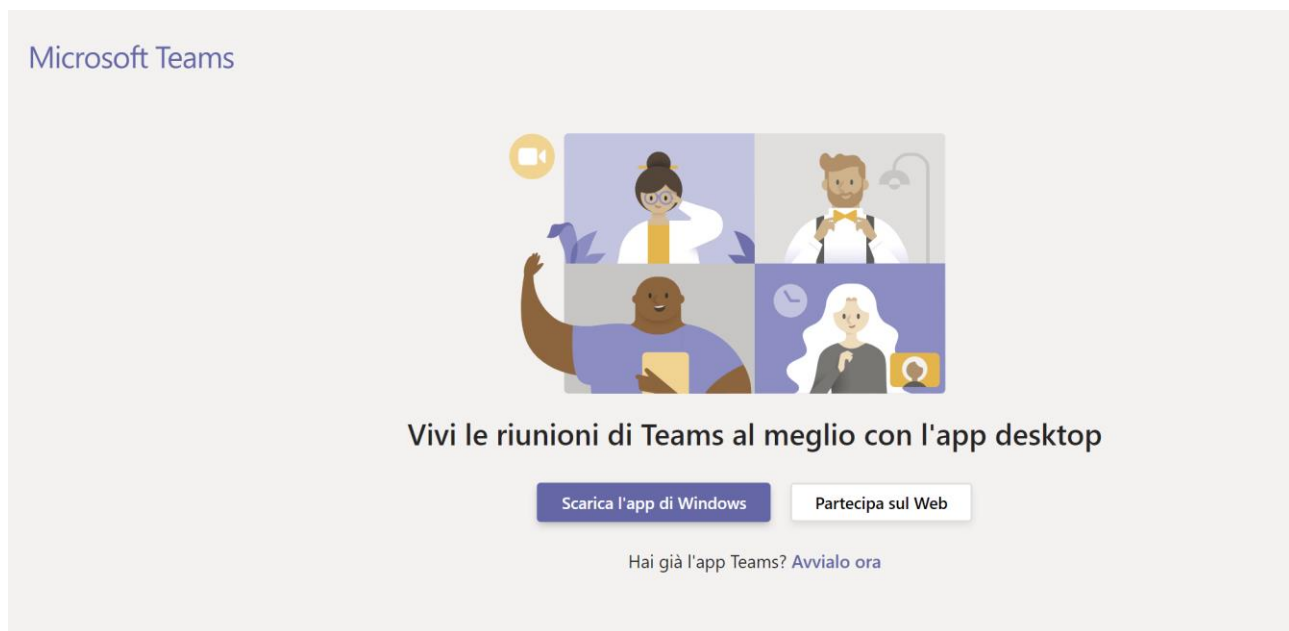 Microsoft Teams
Vivi le riunioni di Teams al meglio con l'app desktop
Scarica l'app di Windows
Partecipa sul Web
Hai già l'app Teams? Avvialo ora